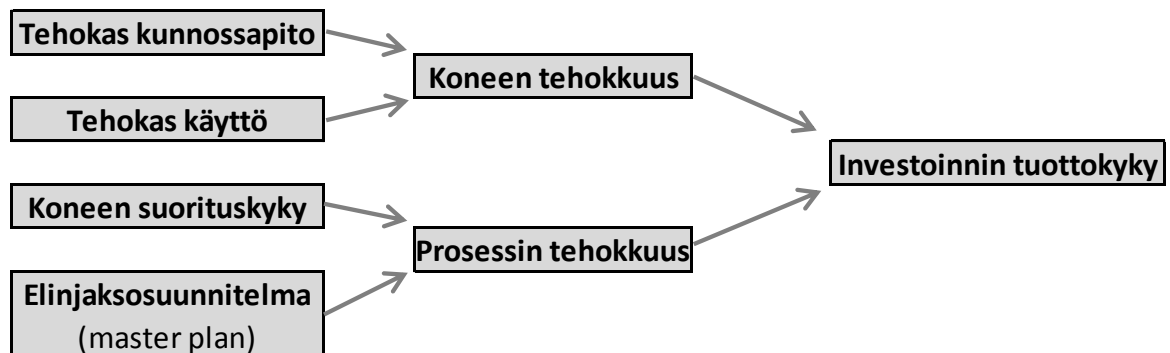 Tehokas kunnossapito
Tehokas käyttö
Koneen suorituskyky
Elinjaksosuunnitelma
(master plan)
Koneen tehokkuus
Prosessin tehokkuus
Investoinnin tuottokyky